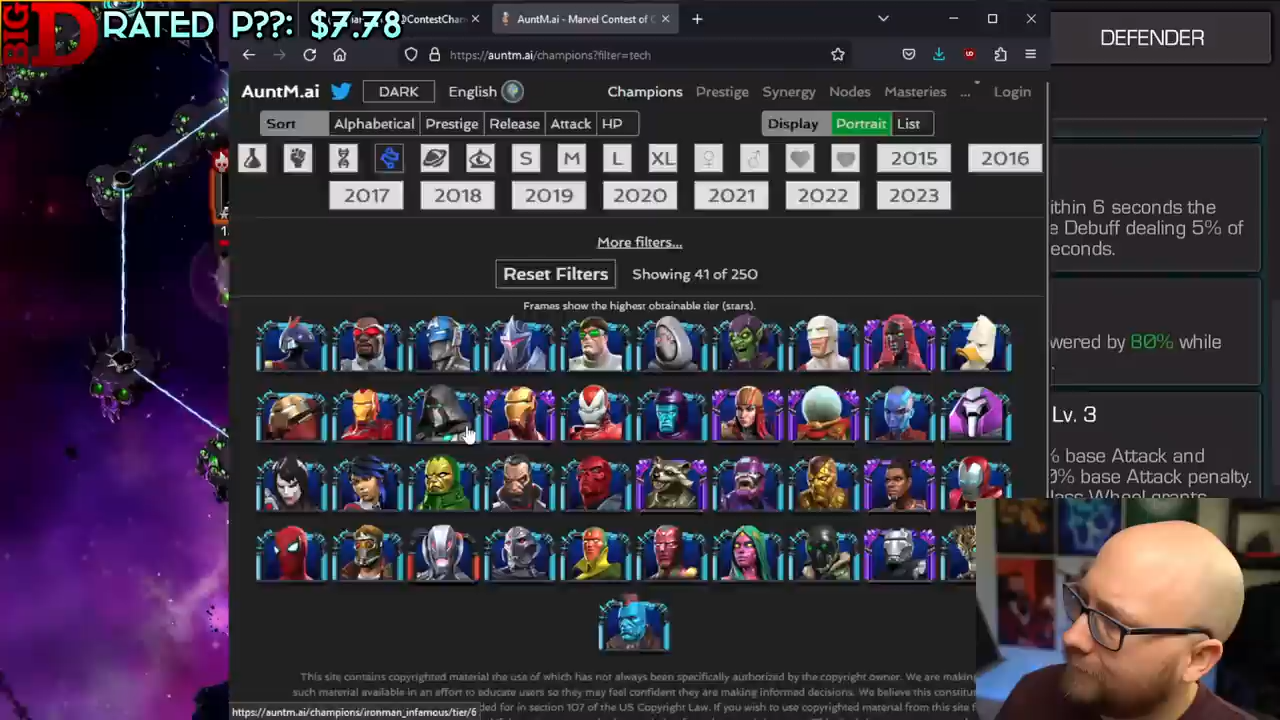 BIG D RATED P??: $7.78
@ContestCham
AuntM.ai - Marvel Contest of C
DEFENDER
https://auntm.ai/champions?filter=tech
AuntM.ai DARK English Champions Prestige Synergy Nodes Masteries ... Login
Sort Alphabetical Prestige Release Attack HP Display Portrait List
S M L XL 2015 2016
2017 2018 2019 2020 2021 2022 2023
More filters...
Reset Filters Showing 41 of 250
Frames show the highest obtainable tier (stars).
ithin 6 seconds the
e Debuff dealing 5% of
econds.
wered by 80% while
Lv. 3
% base Attack and
0% base Attack penalty.
lass Wheel grants
This site contains copyrighted material the use of which has not always been specifically authorized by the copyright owner. We are makin
such material available in an effort to educate users so they may feel confident they are making informed decisions. We believe this constitu
ded for in section 107 of the US Copyright Law. If you wish to use copyrighted material from this site f
https://auntm.ai/champions/ironman_infamous/tier/6